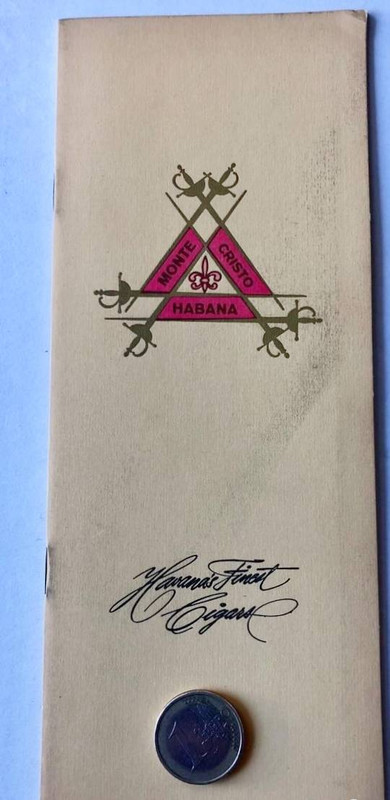 MONTE CRISTO
HABANA
Havana's Finest
Cigars